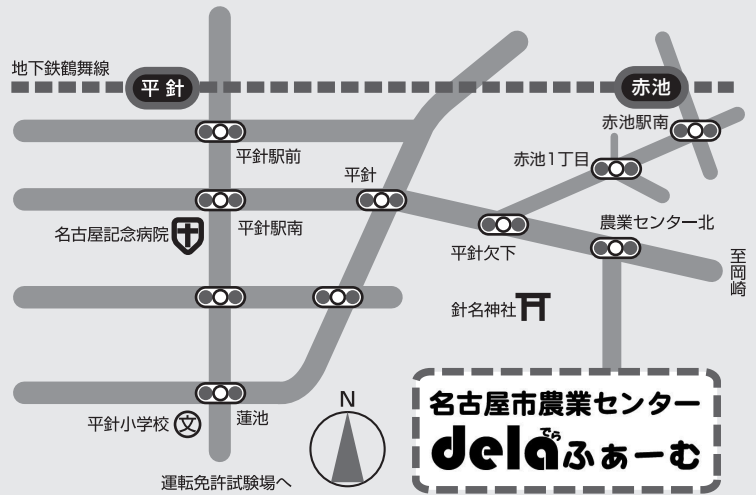 地下鉄鶴舞線
平針
赤池
赤池駅南
平針駅前
赤池1丁目
平針
平針駅南
農業センター北
名古屋記念病院
平針欠下
至岡崎
針名神社
名古屋市農業センター
でら
delaふぁーむ
N
平針小学校
文
蓮池
運転免許試験場へ